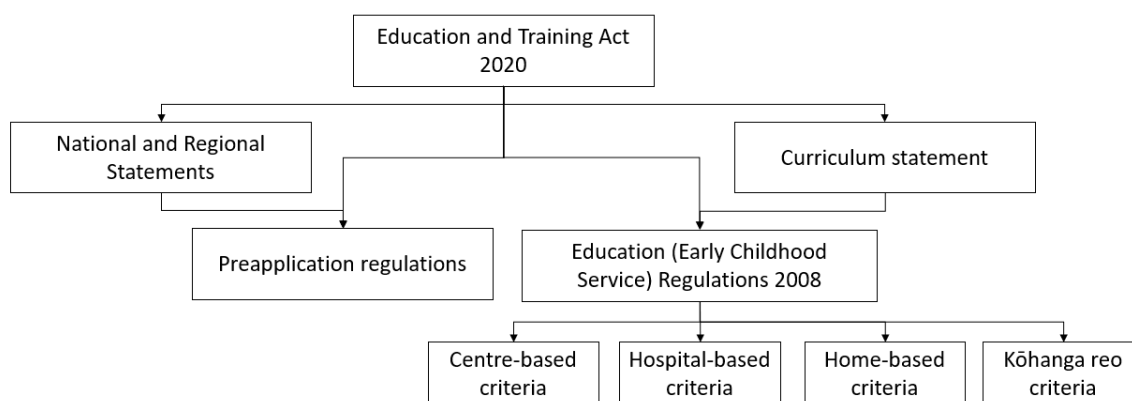 Education and Training Act
2020
National and Regional
Statements
Curriculum statement
Preapplication regulations
Education (Early Childhood
Service) Regulations 2008
Centre-based
criteria
Hospital-based
criteria
Home-based
criteria
Kōhanga reo
criteria